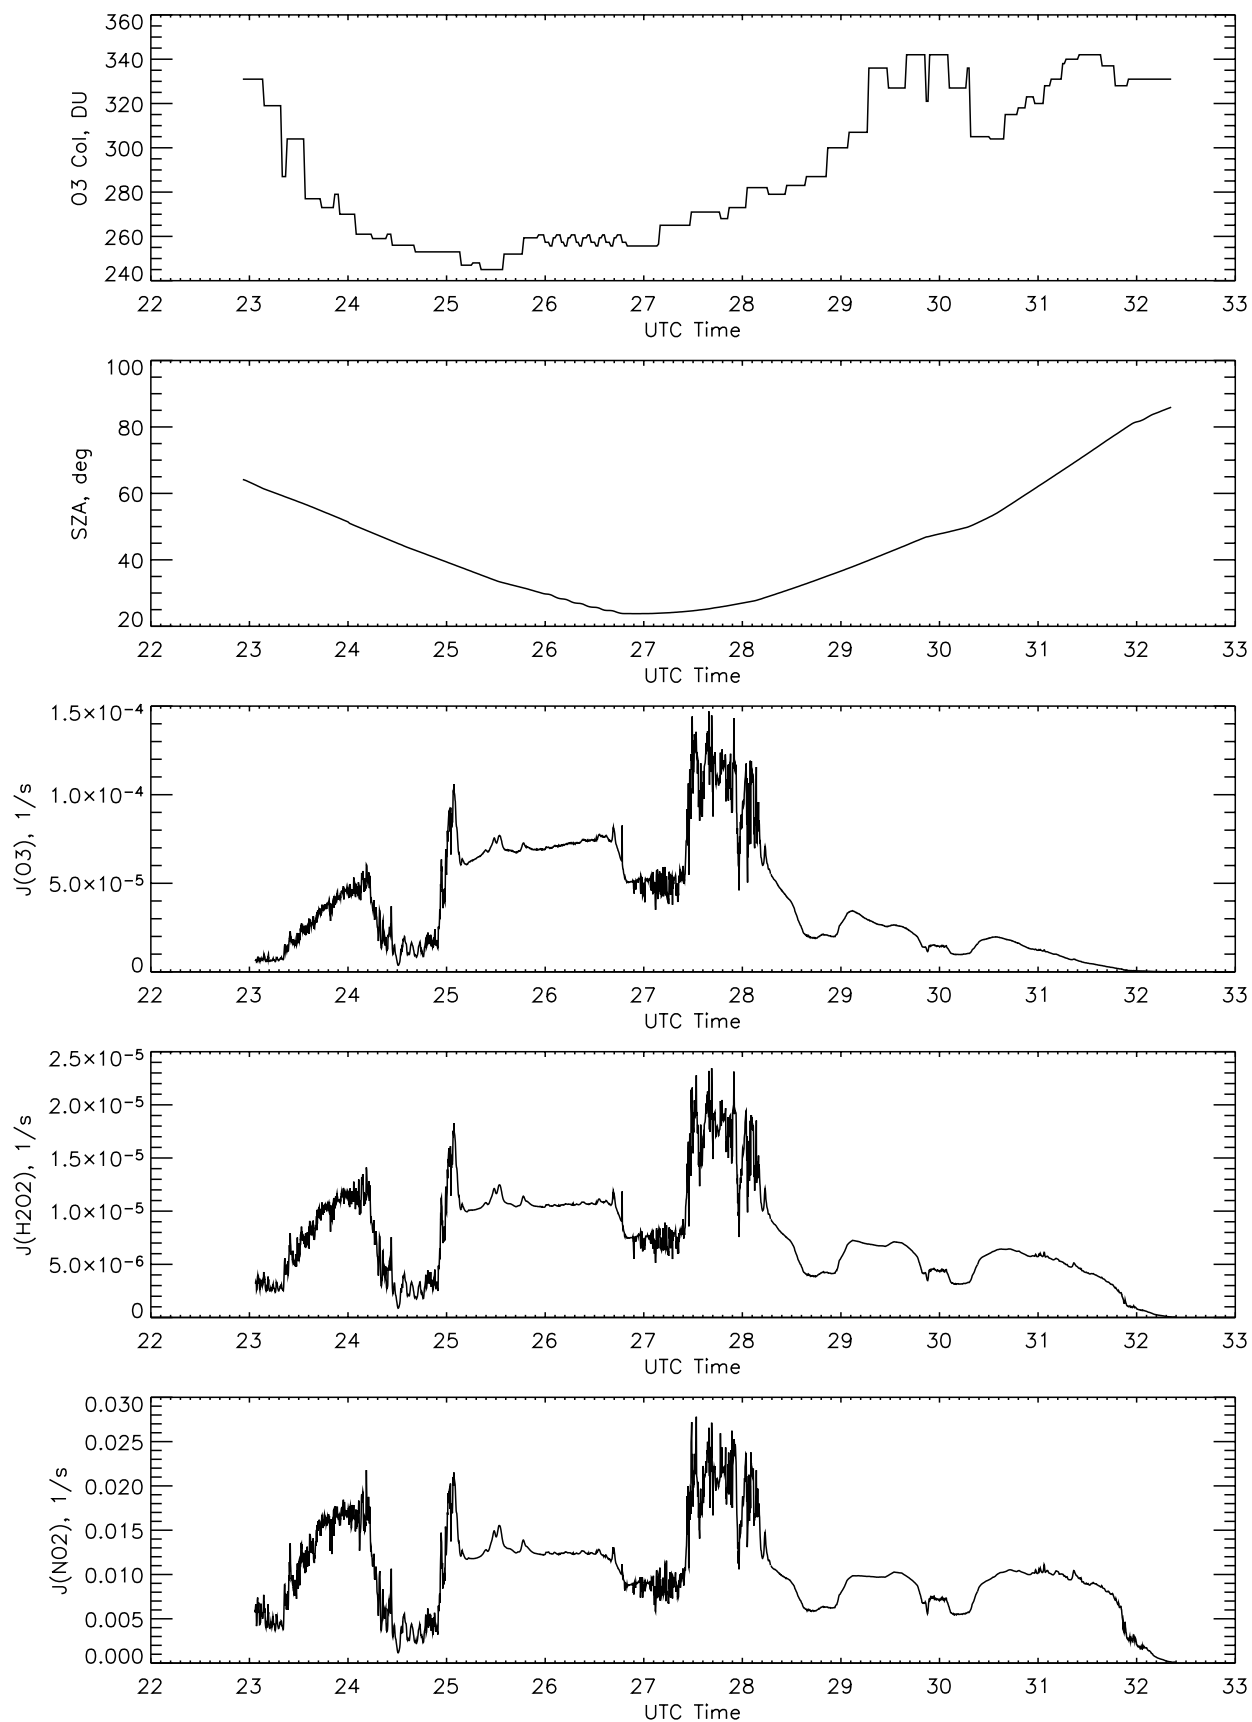 360
340
320
300
280
260
240
O3 Col, DU
22 23 24 25 26 27 28 29 30 31 32 33
UTC Time
100
80
60
40
20
SZA, deg
22 23 24 25 26 27 28 29 30 31 32 33
UTC Time
1.5×10⁻⁴
1.0×10⁻⁴
5.0×10⁻⁵
0
J(O3), 1/s
22 23 24 25 26 27 28 29 30 31 32 33
UTC Time
2.5×10⁻⁵
2.0×10⁻⁵
1.5×10⁻⁵
1.0×10⁻⁵
5.0×10⁻⁶
0
J(H2O2), 1/s
22 23 24 25 26 27 28 29 30 31 32 33
UTC Time
0.030
0.025
0.020
0.015
0.010
0.005
0.000
J(NO2), 1/s
22 23 24 25 26 27 28 29 30 31 32 33
UTC Time